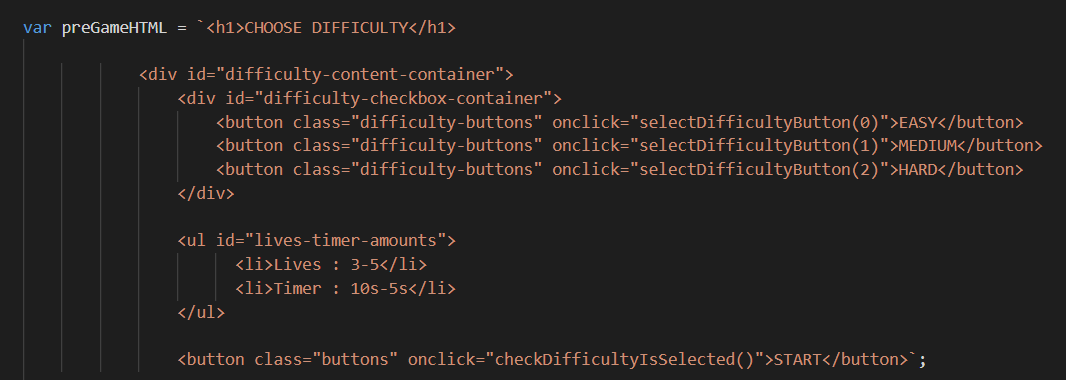 var preGameHTML = `<h1>CHOOSE DIFFICULTY</h1>
<div id="difficulty-content-container">
<div id="difficulty-checkbox-container">
<button class="difficulty-buttons" onclick="selectDifficultyButton(0)">EASY</button>
<button class="difficulty-buttons" onclick="selectDifficultyButton(1)">MEDIUM</button>
<button class="difficulty-buttons" onclick="selectDifficultyButton(2)">HARD</button>
</div>
<ul id="lives-timer-amounts">
<li>Lives : 3-5</li>
<li>Timer : 10s-5s</li>
</ul>
<button class="buttons" onclick="checkDifficultyIsSelected()">START</button>`;